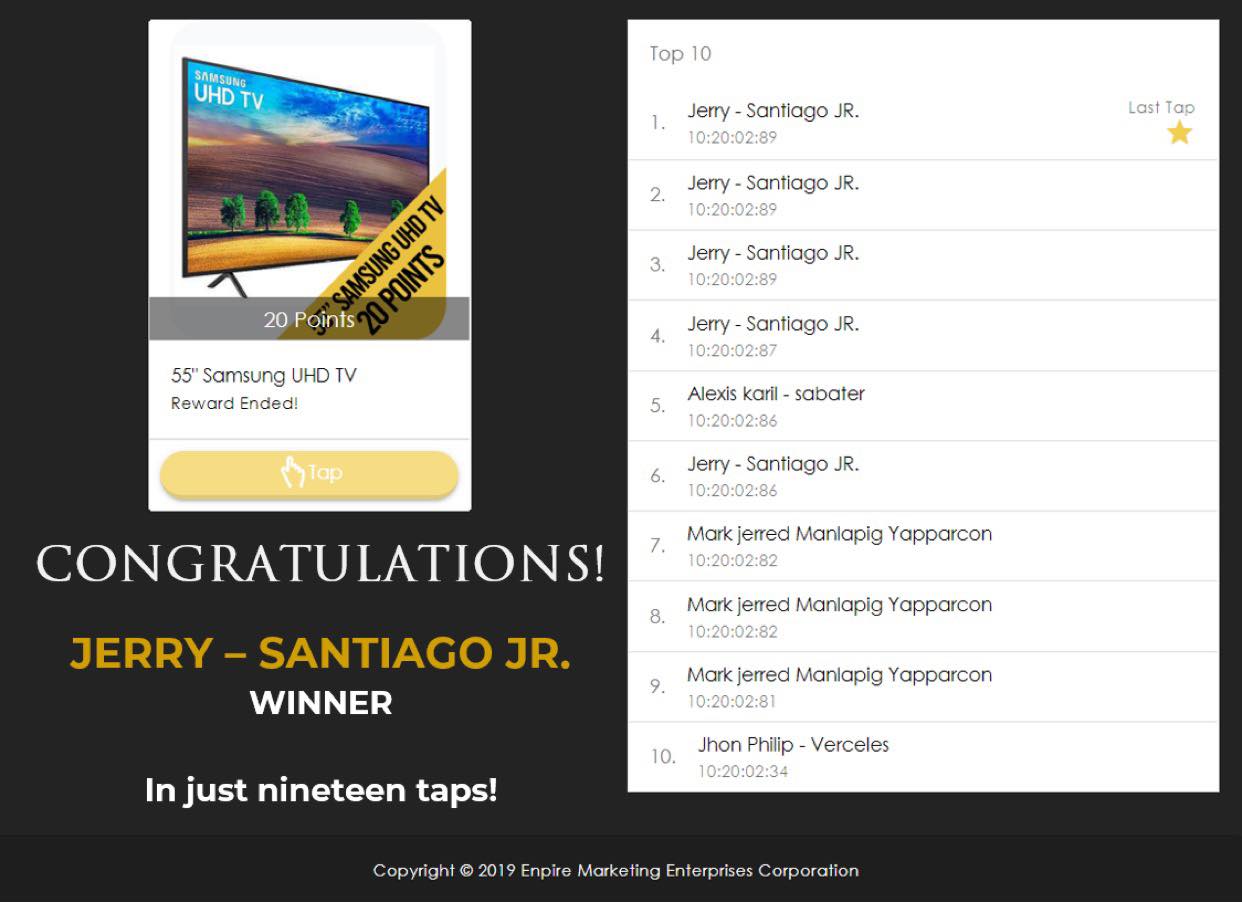 SAMSUNG
UHD TV
55" SAMSUNG UHD TV
20 POINTS
20 Points
55" Samsung UHD TV
Reward Ended!
Tap
CONGRATULATIONS!
JERRY – SANTIAGO JR.
WINNER
In just nineteen taps!
Top 10
1. Jerry - Santiago JR.
10:20:02:89
Last Tap
2. Jerry - Santiago JR.
10:20:02:89
3. Jerry - Santiago JR.
10:20:02:89
4. Jerry - Santiago JR.
10:20:02:87
5. Alexis karil - sabater
10:20:02:86
6. Jerry - Santiago JR.
10:20:02:86
7. Mark jerred Manlapig Yapparcon
10:20:02:82
8. Mark jerred Manlapig Yapparcon
10:20:02:82
9. Mark jerred Manlapig Yapparcon
10:20:02:81
10. Jhon Philip - Verceles
10:20:02:34
Copyright © 2019 Enpire Marketing Enterprises Corporation